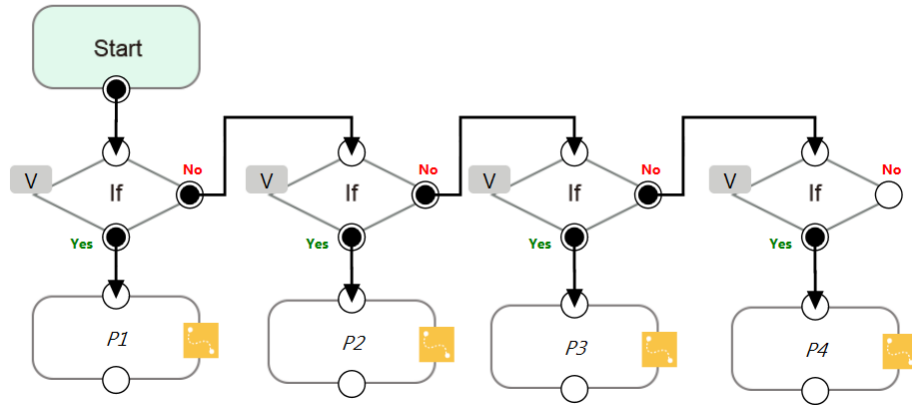 Start
V
If
No
Yes
V
If
No
Yes
V
If
No
Yes
V
If
No
Yes
P1
P2
P3
P4